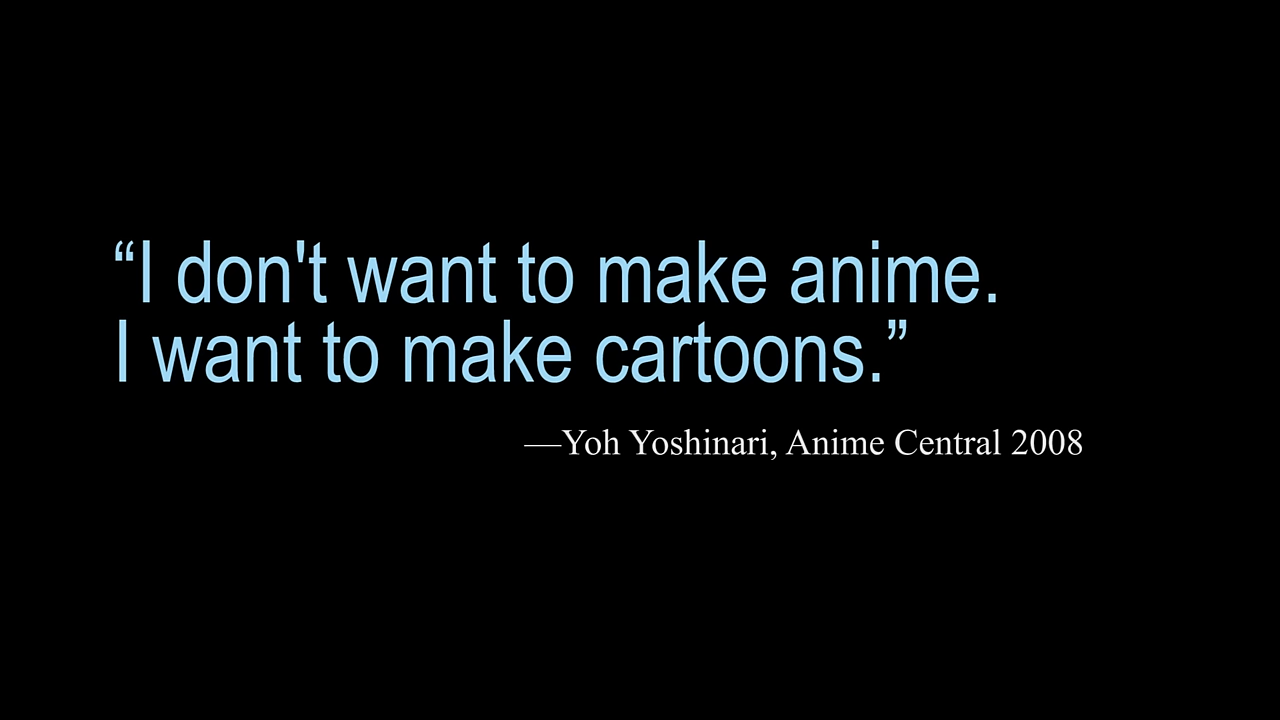 “I don't want to make anime.
I want to make cartoons.”
—Yoh Yoshinari, Anime Central 2008